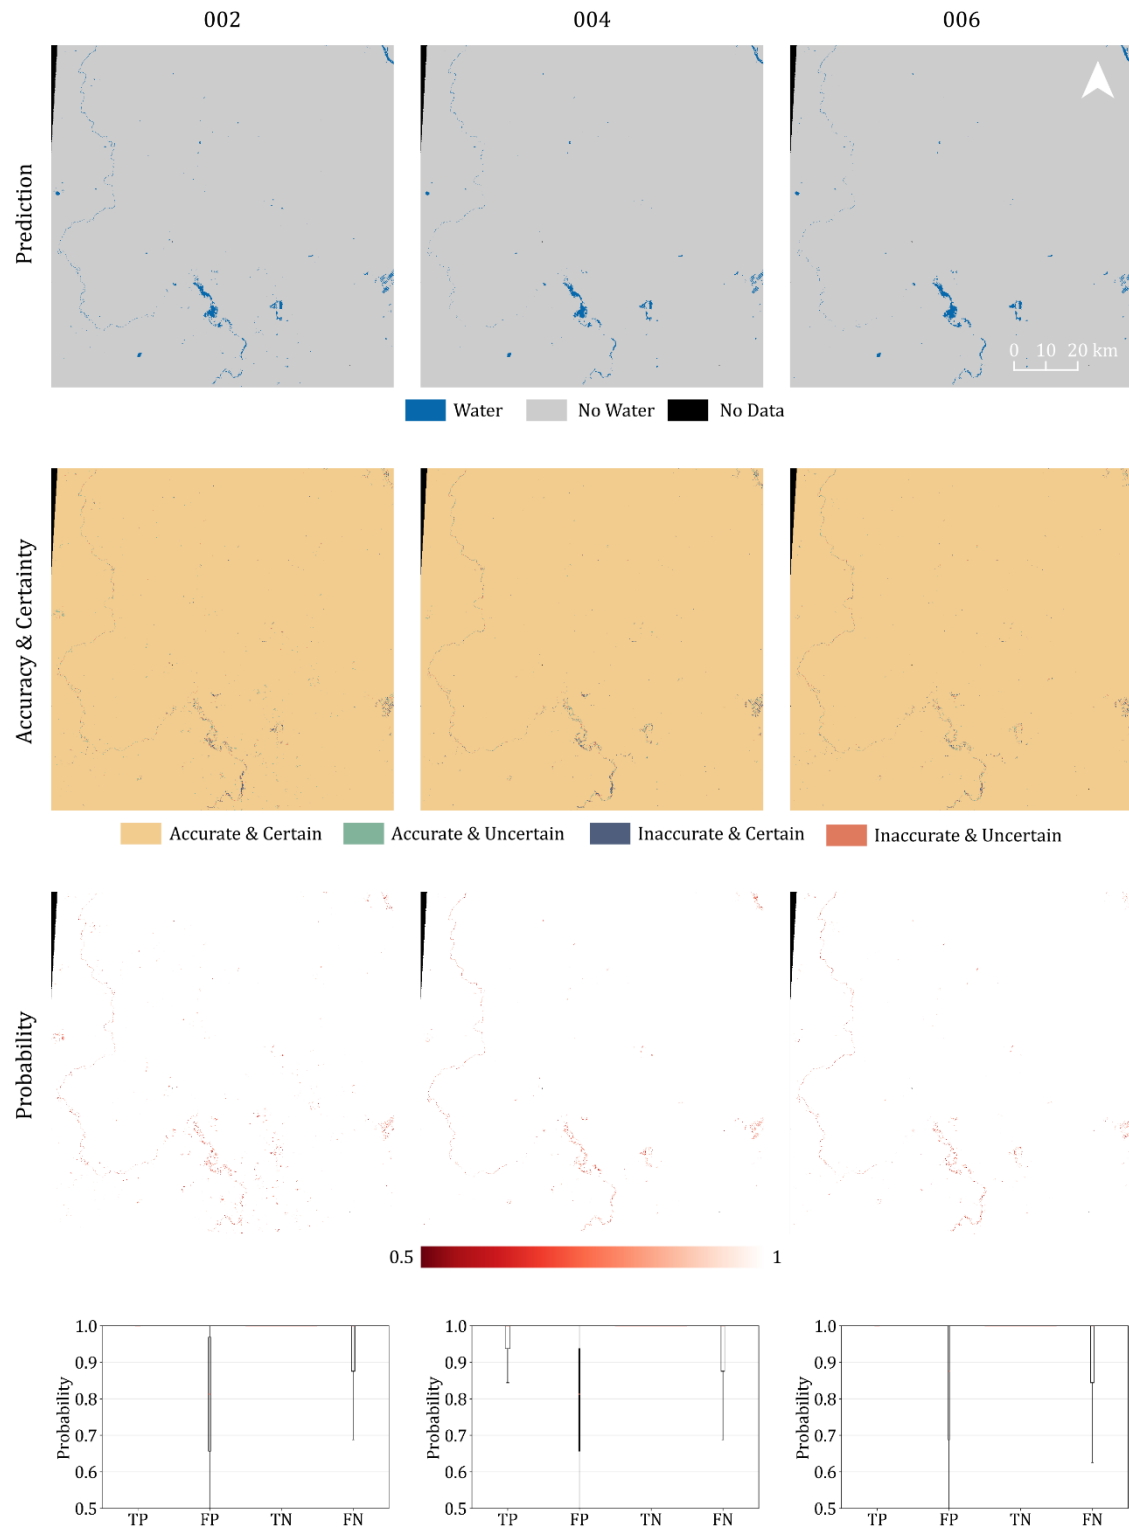 002 004 006
Prediction
0 10 20 km
Water No Water No Data
Accuracy & Certainty
Accurate & Certain Accurate & Uncertain Inaccurate & Certain Inaccurate & Uncertain
Probability
0.5 1
Probability
1.0
0.9
0.8
0.7
0.6
0.5
TP FP TN FN
Probability
1.0
0.9
0.8
0.7
0.6
0.5
TP FP TN FN
Probability
1.0
0.9
0.8
0.7
0.6
0.5
TP FP TN FN